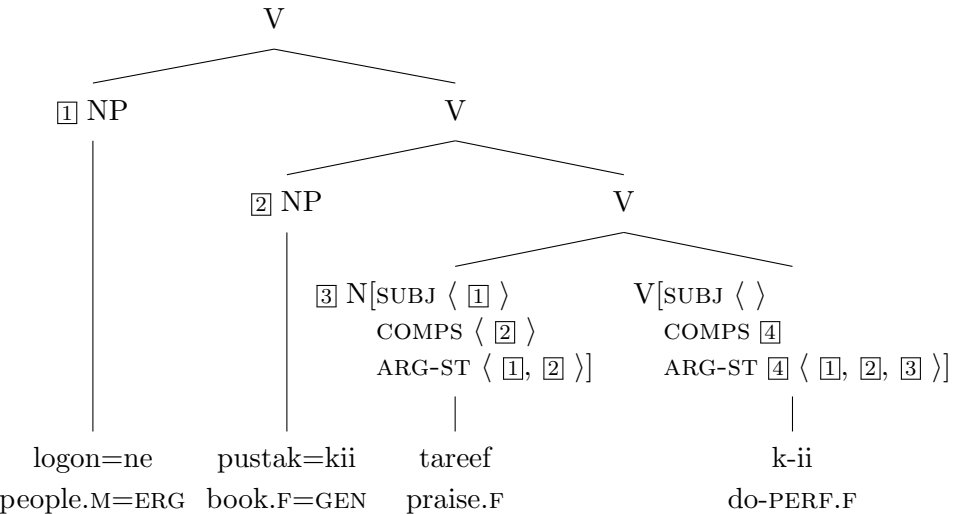 V
1 NP V
2 NP V
3 N[SUBJ ⟨ 1 ⟩ V[SUBJ ⟨ ⟩
COMPS ⟨ 2 ⟩ COMPS 4
ARG-ST ⟨ 1, 2 ⟩] ARG-ST 4 ⟨ 1, 2, 3 ⟩]
logon=ne pustak=kii tareef k-ii
people.M=ERG book.F=GEN praise.F do-PERF.F